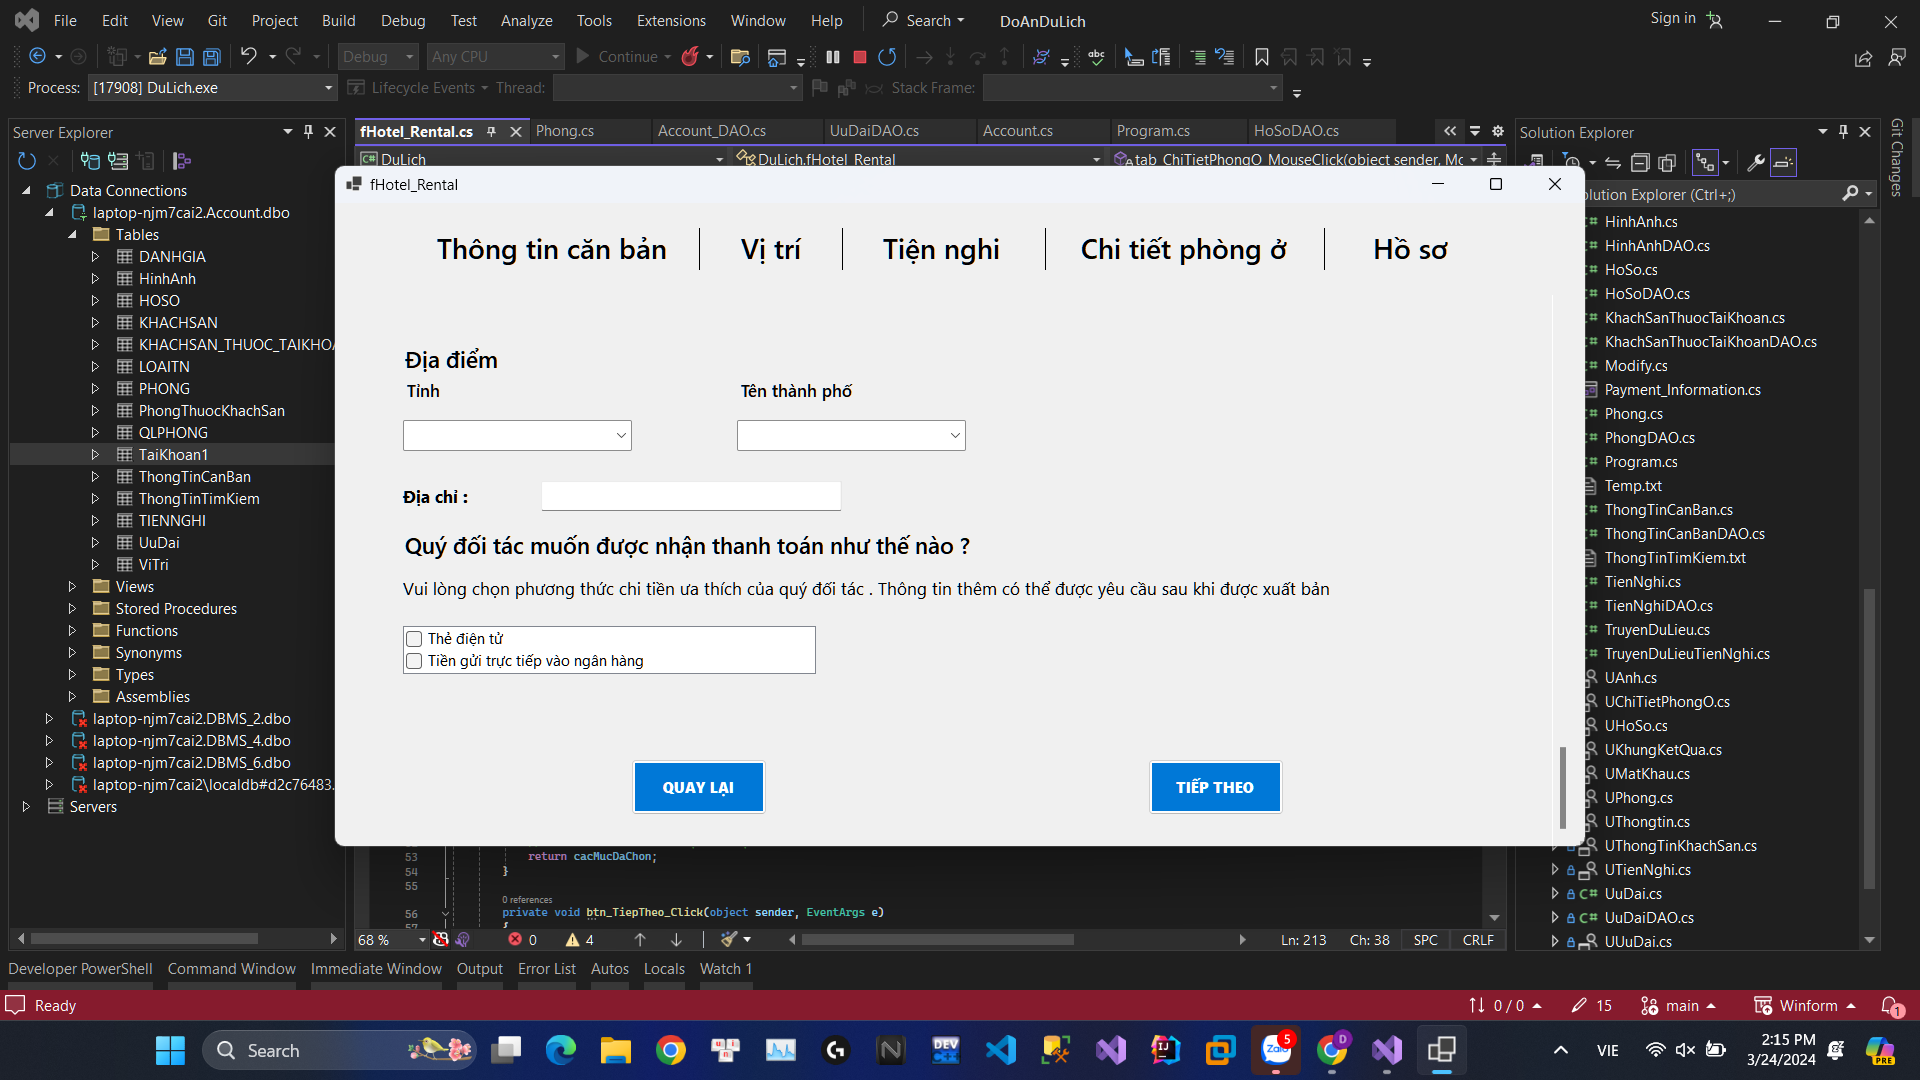 File Edit View Git Project Build Debug Test Analyze Tools Extensions Window Help Search DoAnDuLich Sign in
Debug Any CPU Continue
Process: [17908] DuLich.exe Lifecycle Events Thread: Stack Frame:
Server Explorer
fHotel_Rental.cs Phong.cs Account_DAO.cs UuDaiDAO.cs Account.cs Program.cs HoSoDAO.cs
DuLich DuLich.fHotel_Rental tab_ChiTietPhongO_MouseClick(object sender, Mo
Data Connections
laptop-njm7cai2.Account.dbo
Tables
DANHGIA
HinhAnh
HOSO
KHACHSAN
KHACHSAN_THUOC_TAIKHOA
LOAITN
PHONG
PhongThuocKhachSan
QLPHONG
TaiKhoan1
ThongTinCanBan
ThongTinTimKiem
TIENNGHI
UuDai
ViTri
Views
Stored Procedures
Functions
Synonyms
Types
Assemblies
laptop-njm7cai2.DBMS_2.dbo
laptop-njm7cai2.DBMS_4.dbo
laptop-njm7cai2.DBMS_6.dbo
laptop-njm7cai2\localdb#d2c76483.
Servers
fHotel_Rental
Thông tin căn bản Vị trí Tiện nghi Chi tiết phòng ở Hồ sơ
Địa điểm
Tỉnh Tên thành phố
Địa chỉ :
Quý đối tác muốn được nhận thanh toán như thế nào ?
Vui lòng chọn phương thức chi tiền ưa thích của quý đối tác . Thông tin thêm có thể được yêu cầu sau khi được xuất bản
Thẻ điện tử
Tiền gửi trực tiếp vào ngân hàng
QUAY LẠI TIẾP THEO
53 return cacMucDaChon;
54 }
55
0 references
56 private void btn_TiepTheo_Click(object sender, EventArgs e)
57 {
68 % 0 4 Ln: 213 Ch: 38 SPC CRLF
Solution Explorer
olution Explorer (Ctrl+;)
HinhAnh.cs
HinhAnhDAO.cs
HoSo.cs
HoSoDAO.cs
KhachSanThuocTaiKhoan.cs
KhachSanThuocTaiKhoanDAO.cs
Modify.cs
Payment_Information.cs
Phong.cs
PhongDAO.cs
Program.cs
Temp.txt
ThongTinCanBan.cs
ThongTinCanBanDAO.cs
ThongTinTimKiem.txt
TienNghi.cs
TienNghiDAO.cs
TruyenDuLieu.cs
TruyenDuLieuTienNghi.cs
UAnh.cs
UChiTietPhongO.cs
UHoSo.cs
UKhungKetQua.cs
UMatKhau.cs
UPhong.cs
UThongtin.cs
UThongTinKhachSan.cs
UTienNghi.cs
UuDai.cs
UuDaiDAO.cs
UUuDai.cs
Git Changes
Developer PowerShell Command Window Immediate Window Output Error List Autos Locals Watch 1
Ready 0 / 0 15 main Winform 1
Search DEV Zalo 5 D VIE 2:15 PM
3/24/2024 PRE